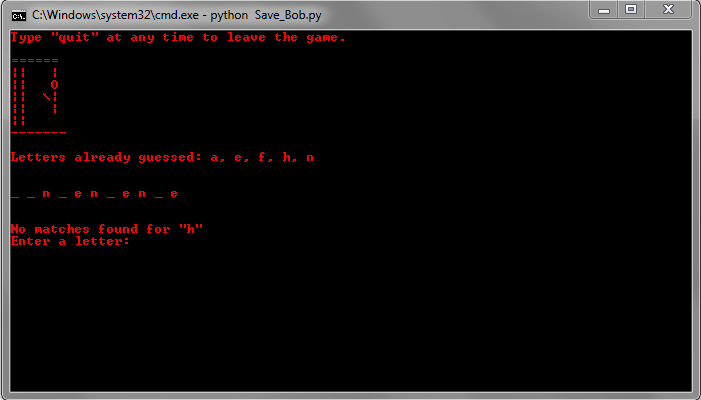 C:\Windows\system32\cmd.exe - python  Save_Bob.py
Type "quit" at any time to leave the game.
======
||   |
||   O
||  \|
||   |
||
-------
Letters already guessed: a, e, f, h, n
_ _ n _ e n _ e n _ e
No matches found for "h"
Enter a letter: